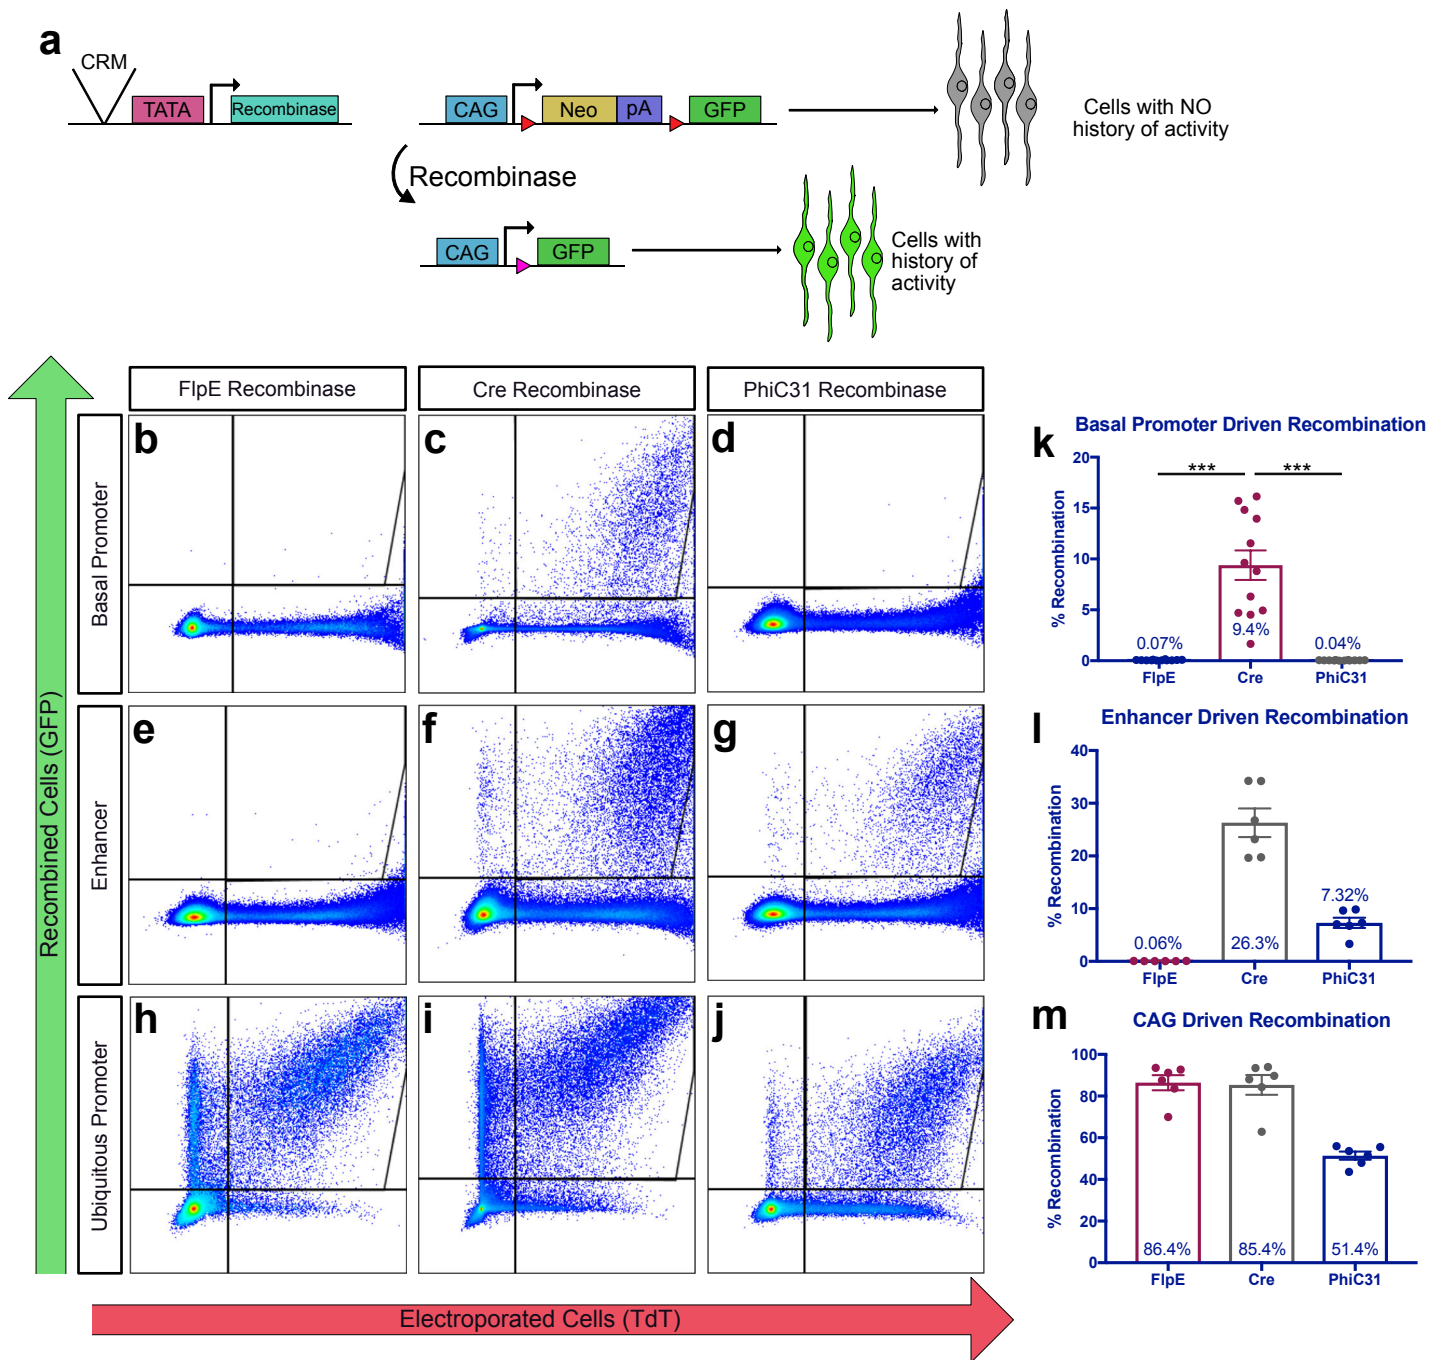 a
CRM
TATA
Recombinase
CAG
Neo
pA
GFP
Cells with NO
history of activity
Recombinase
CAG
GFP
Cells with
history of
activity
Recombined Cells (GFP)
FlpE Recombinase
Cre Recombinase
PhiC31 Recombinase
Basal Promoter
b
c
d
Enhancer
e
f
g
Ubiquitous Promoter
h
i
j
Electroporated Cells (TdT)
k
Basal Promoter Driven Recombination
% Recombination
20
15
10
5
0
***
***
0.07%
9.4%
0.04%
FlpE
Cre
PhiC31
l
Enhancer Driven Recombination
% Recombination
40
30
20
10
0
0.06%
26.3%
7.32%
FlpE
Cre
PhiC31
m
CAG Driven Recombination
% Recombination
100
80
60
40
20
0
86.4%
85.4%
51.4%
FlpE
Cre
PhiC31